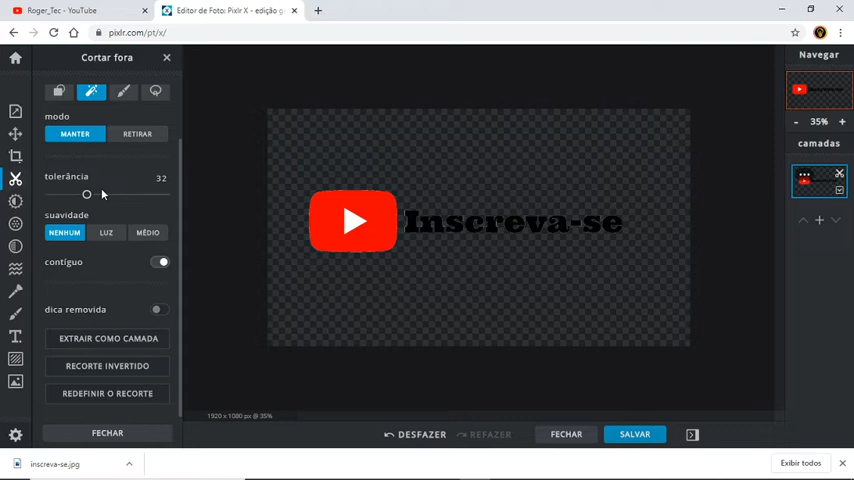 Roger_Tec - YouTube
Editor de Foto: Pixlr X - edição g
pixlr.com/pt/x/
Cortar fora
modo
MANTER
RETIRAR
tolerância
32
suavidade
NENHUM
LUZ
MÉDIO
contíguo
dica removida
EXTRAIR COMO CAMADA
RECORTE INVERTIDO
REDEFINIR O RECORTE
FECHAR
Inscreva-se
1920 x 1080 px @ 35%
DESFAZER
REFAZER
FECHAR
SALVAR
Navegar
- 35% +
camadas
inscreva-se.jpg
Exibir todos